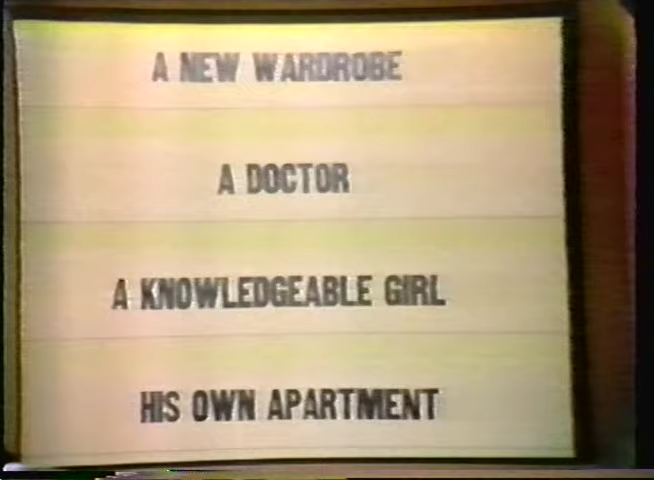 A NEW WARDROBE
A DOCTOR
A KNOWLEDGEABLE GIRL
HIS OWN APARTMENT